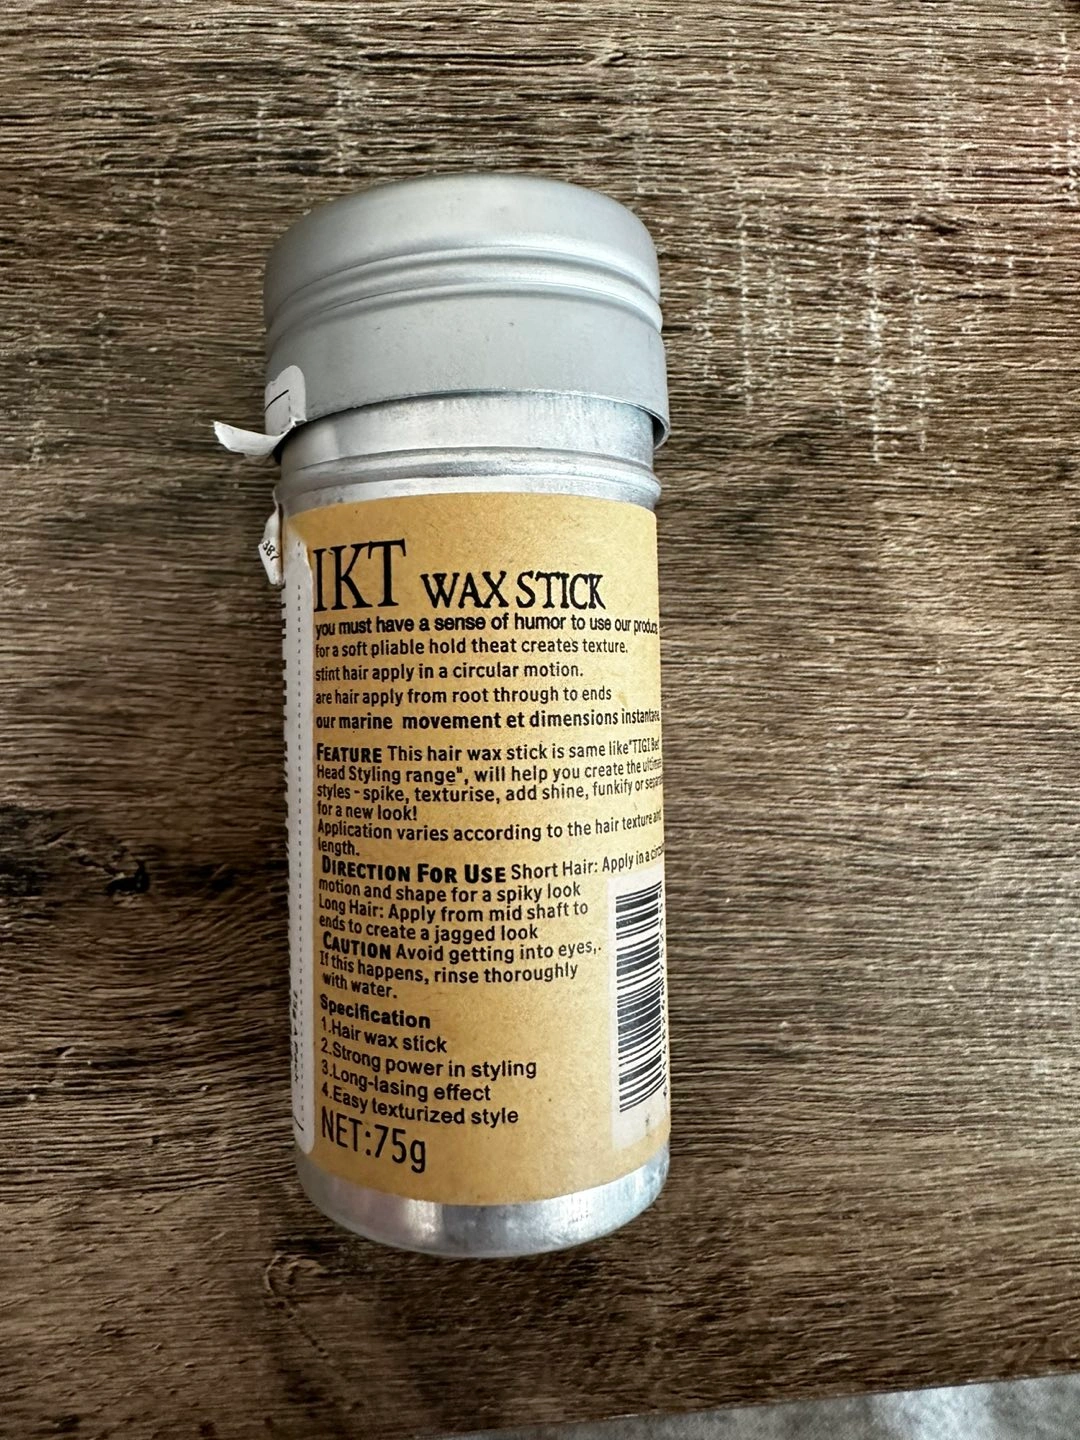 IKT WAX STICK
you must have a sense of humor to use our products
for a soft pliable hold theat creates texture.
stint hair apply in a circular motion.
are hair apply from root through to ends
our marine movement et dimensions
FEATURE This hair wax stick is same like"TIGI Bed
Head Styling range", will help you create the ultimate
styles - spike, texturise, add shine, funkify or
for a new look!
Application varies according to the hair texture and
length.
DIRECTION FOR USE Short Hair: Apply in a
motion and shape for a spiky look
Long Hair: Apply from mid shaft to
ends to create a jagged look
CAUTION Avoid getting into eyes,.
If this happens, rinse thoroughly
with water.
Specification
1.Hair wax stick
2.Strong power in styling
3.Long-lasing effect
4.Easy texturized style
NET:75g
387